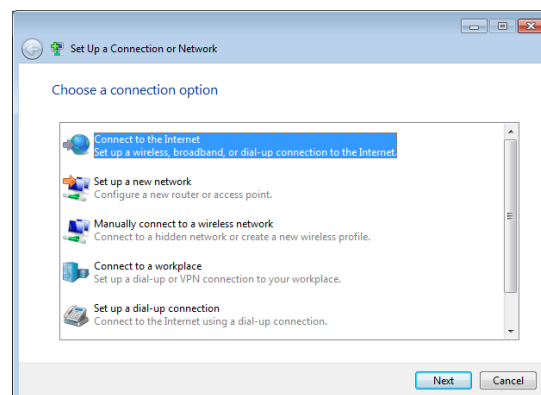 Set Up a Connection or Network
Choose a connection option
Connect to the Internet
Set up a wireless, broadband, or dial-up connection to the Internet.
Set up a new network
Configure a new router or access point.
Manually connect to a wireless network
Connect to a hidden network or create a new wireless profile.
Connect to a workplace
Set up a dial-up or VPN connection to your workplace.
Set up a dial-up connection
Connect to the Internet using a dial-up connection.
Next Cancel